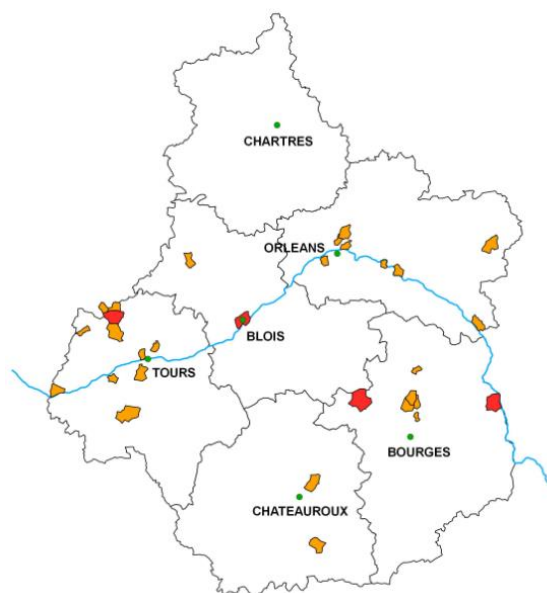 CHARTRES
ORLEANS
BLOIS
TOURS
BOURGES
CHATEAUROUX